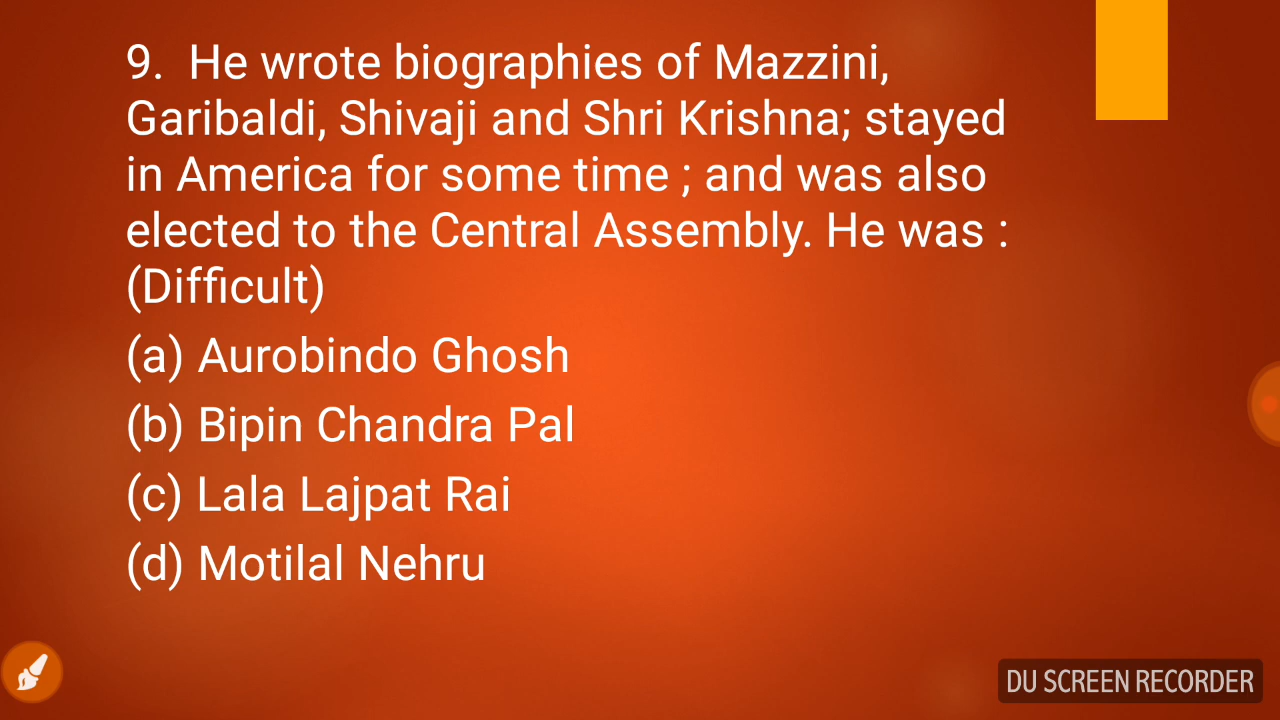 9. He wrote biographies of Mazzini,
Garibaldi, Shivaji and Shri Krishna; stayed
in America for some time ; and was also
elected to the Central Assembly. He was :
(Difficult)
(a) Aurobindo Ghosh
(b) Bipin Chandra Pal
(c) Lala Lajpat Rai
(d) Motilal Nehru
DU SCREEN RECORDER